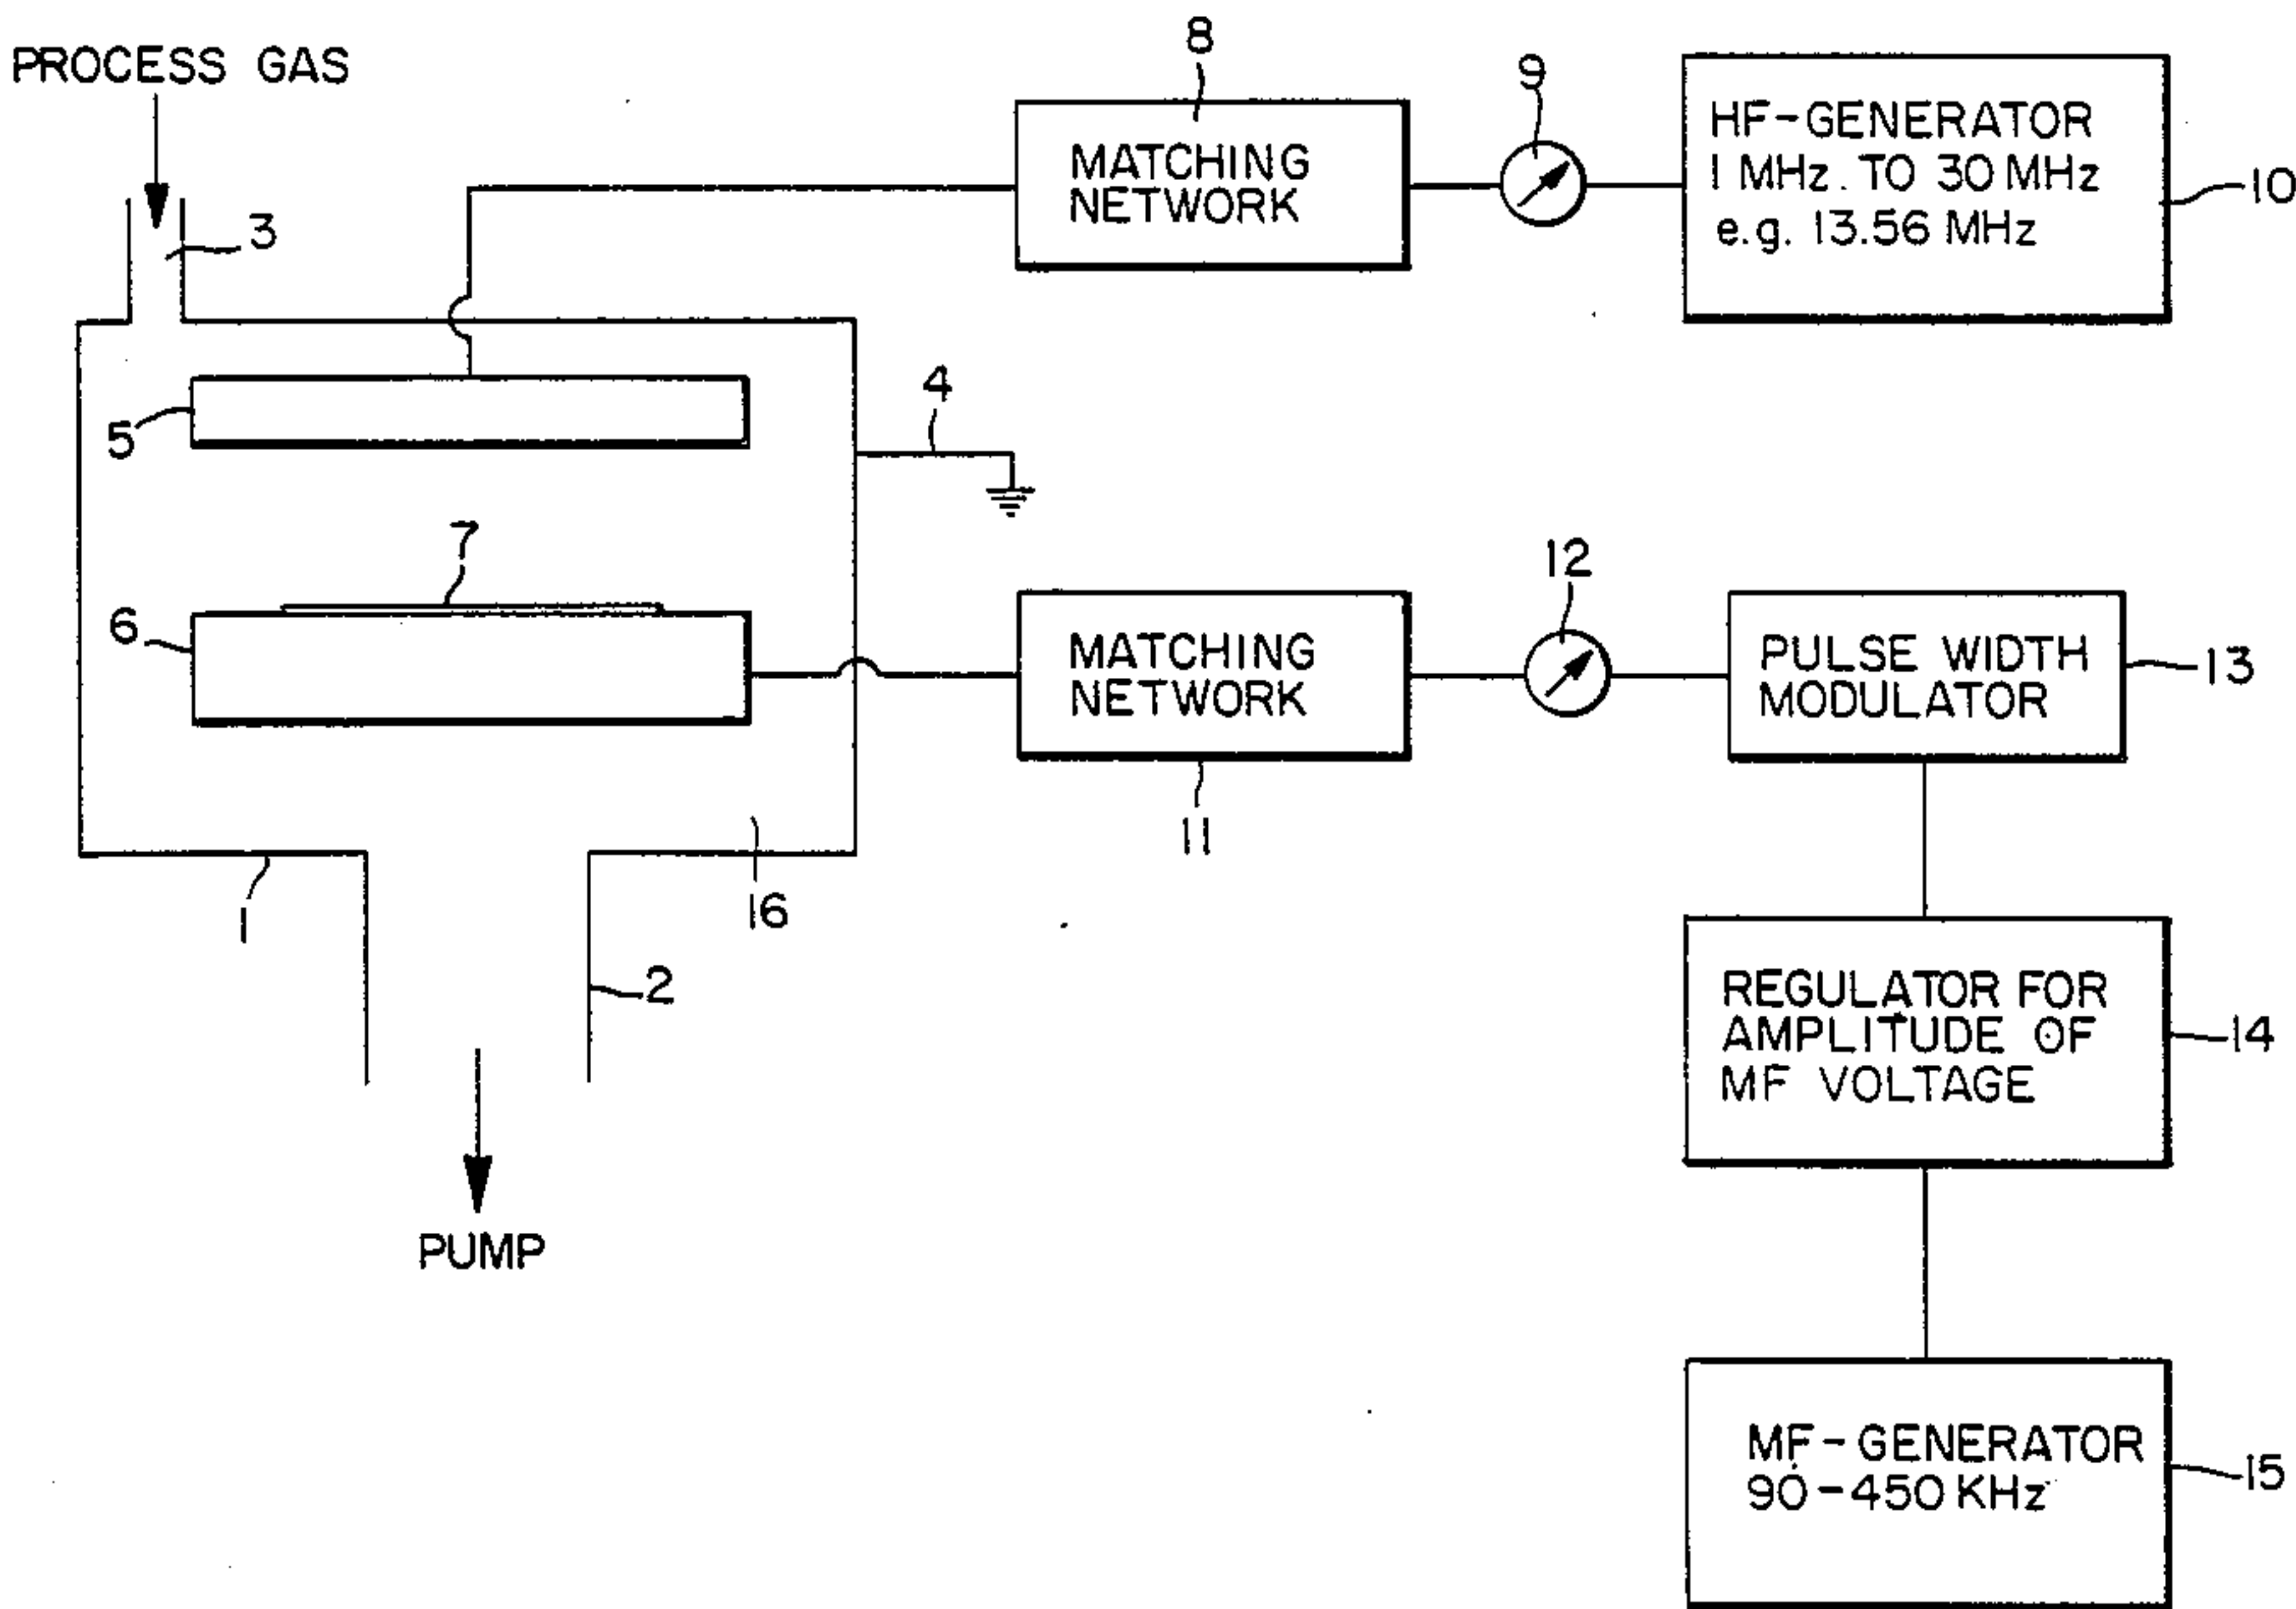 PROCESS GAS
3
8
MATCHING
NETWORK
9
HF-GENERATOR
1 MHz. TO 30 MHz
e.g. 13.56 MHz
10
5
4
7
6
MATCHING
NETWORK
11
12
PULSE WIDTH
MODULATOR
13
1
16
2
PUMP
REGULATOR FOR
AMPLITUDE OF
MF VOLTAGE
14
MF-GENERATOR
90-450 KHz
15